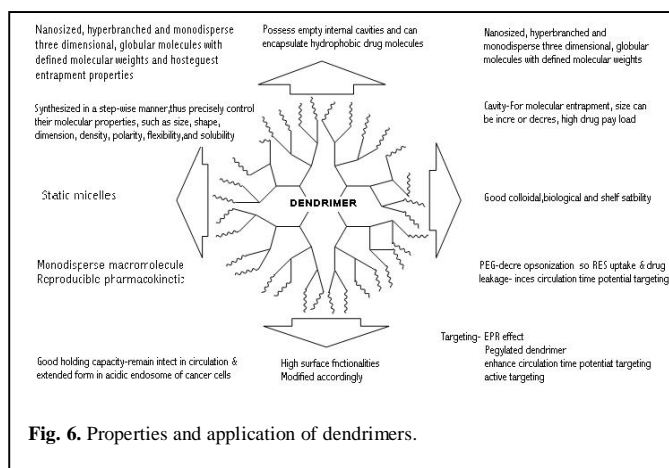 Nanosized, hyperbranched and monodisperse
three dimensional, globular molecules with
defined molecular weights and hosteguest
entrapment properties
Possess empty internal cavities and can
encapsulate hydrophobic drug molecules
Nanosized, hyperbranched and
monodisperse three dimensional, globular
molecules with defined molecular weights
Synthesized in a step-wise manner,thus precisely control
their molecular properties, such as size, shape,
dimension, density, polarity, flexibility,and solubility
Cavity-For molecular entrapment, size can
be incre or decres, high drug pay load
Static micelles
DENDRIMER
Good colloidal,biological and shelf satbility
Monodisperse macromolecule
Reproducible pharmacokinetic
PEG-decre opsonization so RES uptake & drug
leakage- inces circulation time potential targeting
Good holding capacity-remain intect in circulation &
extended form in acidic endosome of cancer cells
High surface fnctionalities
Modified accordingly
Targeting- EPR effect
Pegylated dendrimer
enhance circulation time potentiat targeting
active targeting
Fig. 6. Properties and application of dendrimers.